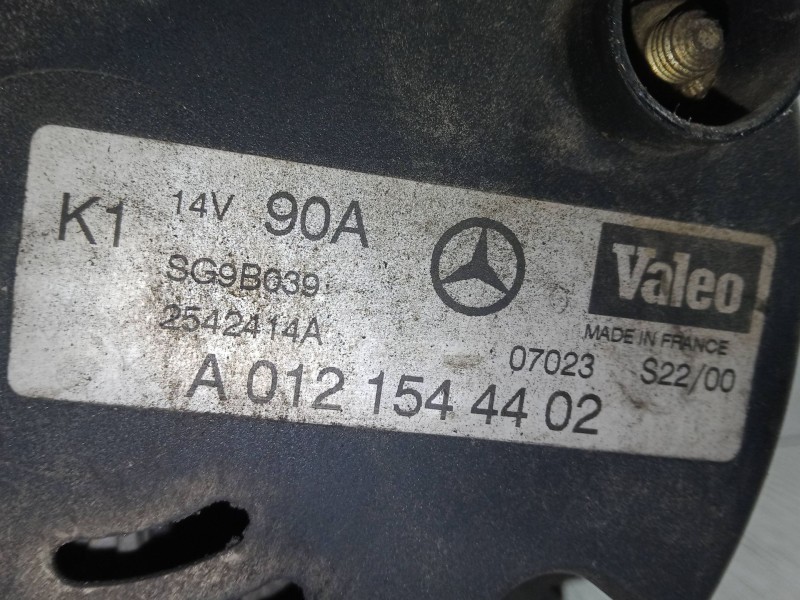 K1 14V 90A
Valeo
SG9B039
2542414A
MADE IN FRANCE
07023 S22/00
A 012 154 44 02